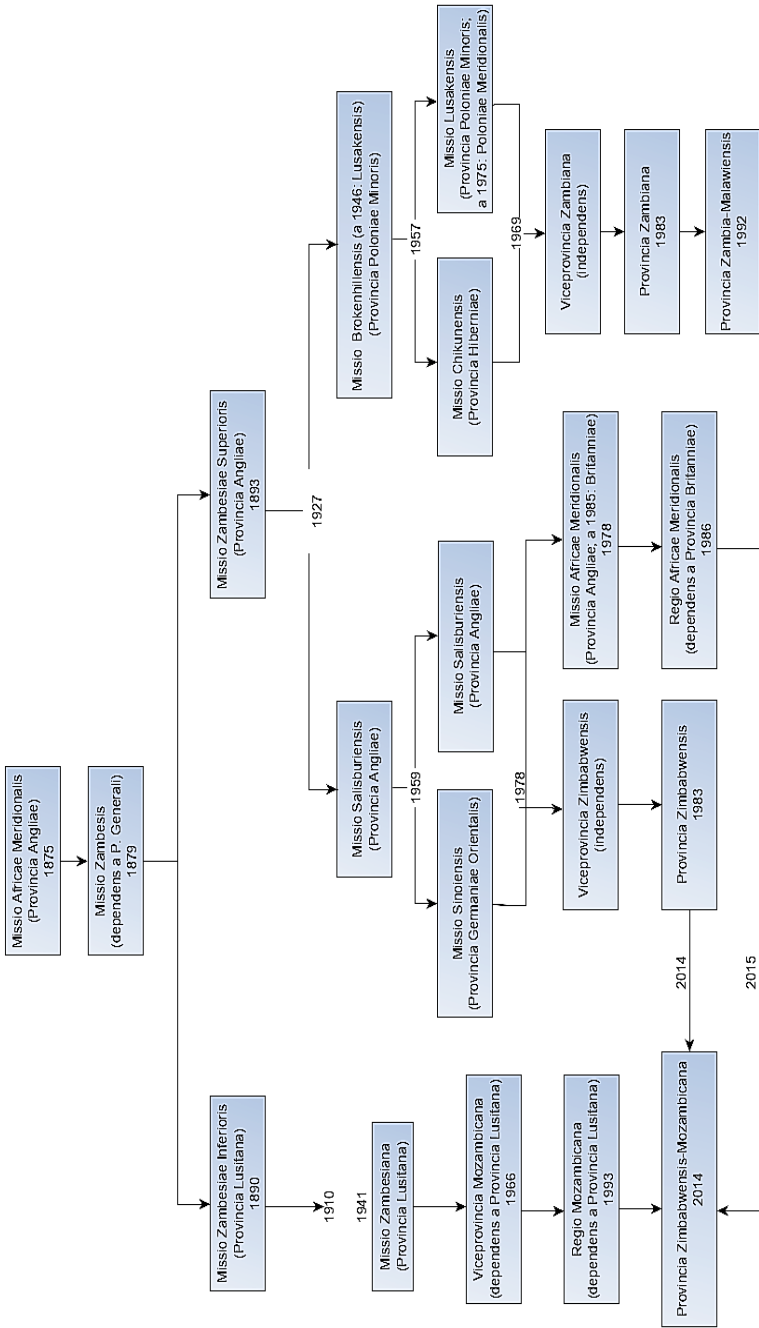 Missio Africae Meridionalis
(Provincia Angliae)
1875
Missio Zambesis
(dependens a P. Generali)
1879
Missio Zambesiae Inferioris
(Provincia Lusitana)
1890
1910
1941
Missio Zambesiana
(Provincia Lusitana)
Viceprovincia Mozambicana
(dependens a Provincia Lusitana)
1966
Regio Mozambicana
(dependens a Provincia Lusitana)
1993
Provincia Zimbabwensis-Mozambicana
2014
Missio Zambesiae Superioris
(Provincia Angliae)
1893
1927
Missio Salisburiensis
(Provincia Angliae)
1959
Missio Sinoiensis
(Provincia Germaniae Orientalis)
Missio Salisburiensis
(Provincia Angliae)
1978
Viceprovincia Zimbabwensis
(independens)
Provincia Zimbabwensis
1983
2014
2015
Missio Africae Meridionalis
(Provincia Angliae; a 1985: Britanniae)
1978
Regio Africae Meridionalis
(dependens a Provincia Britanniae)
1986
Missio Brokenhillensis (a 1946: Lusakensis)
(Provincia Poloniae Minoris)
1957
Missio Chikunensis
(Provincia Hiberniae)
Missio Lusakensis
(Provincia Poloniae Minoris;
a 1975: Poloniae Meridionalis)
1969
Viceprovincia Zambiana
(independens)
Provincia Zambiana
1983
Provincia Zambia-Malawiensis
1992